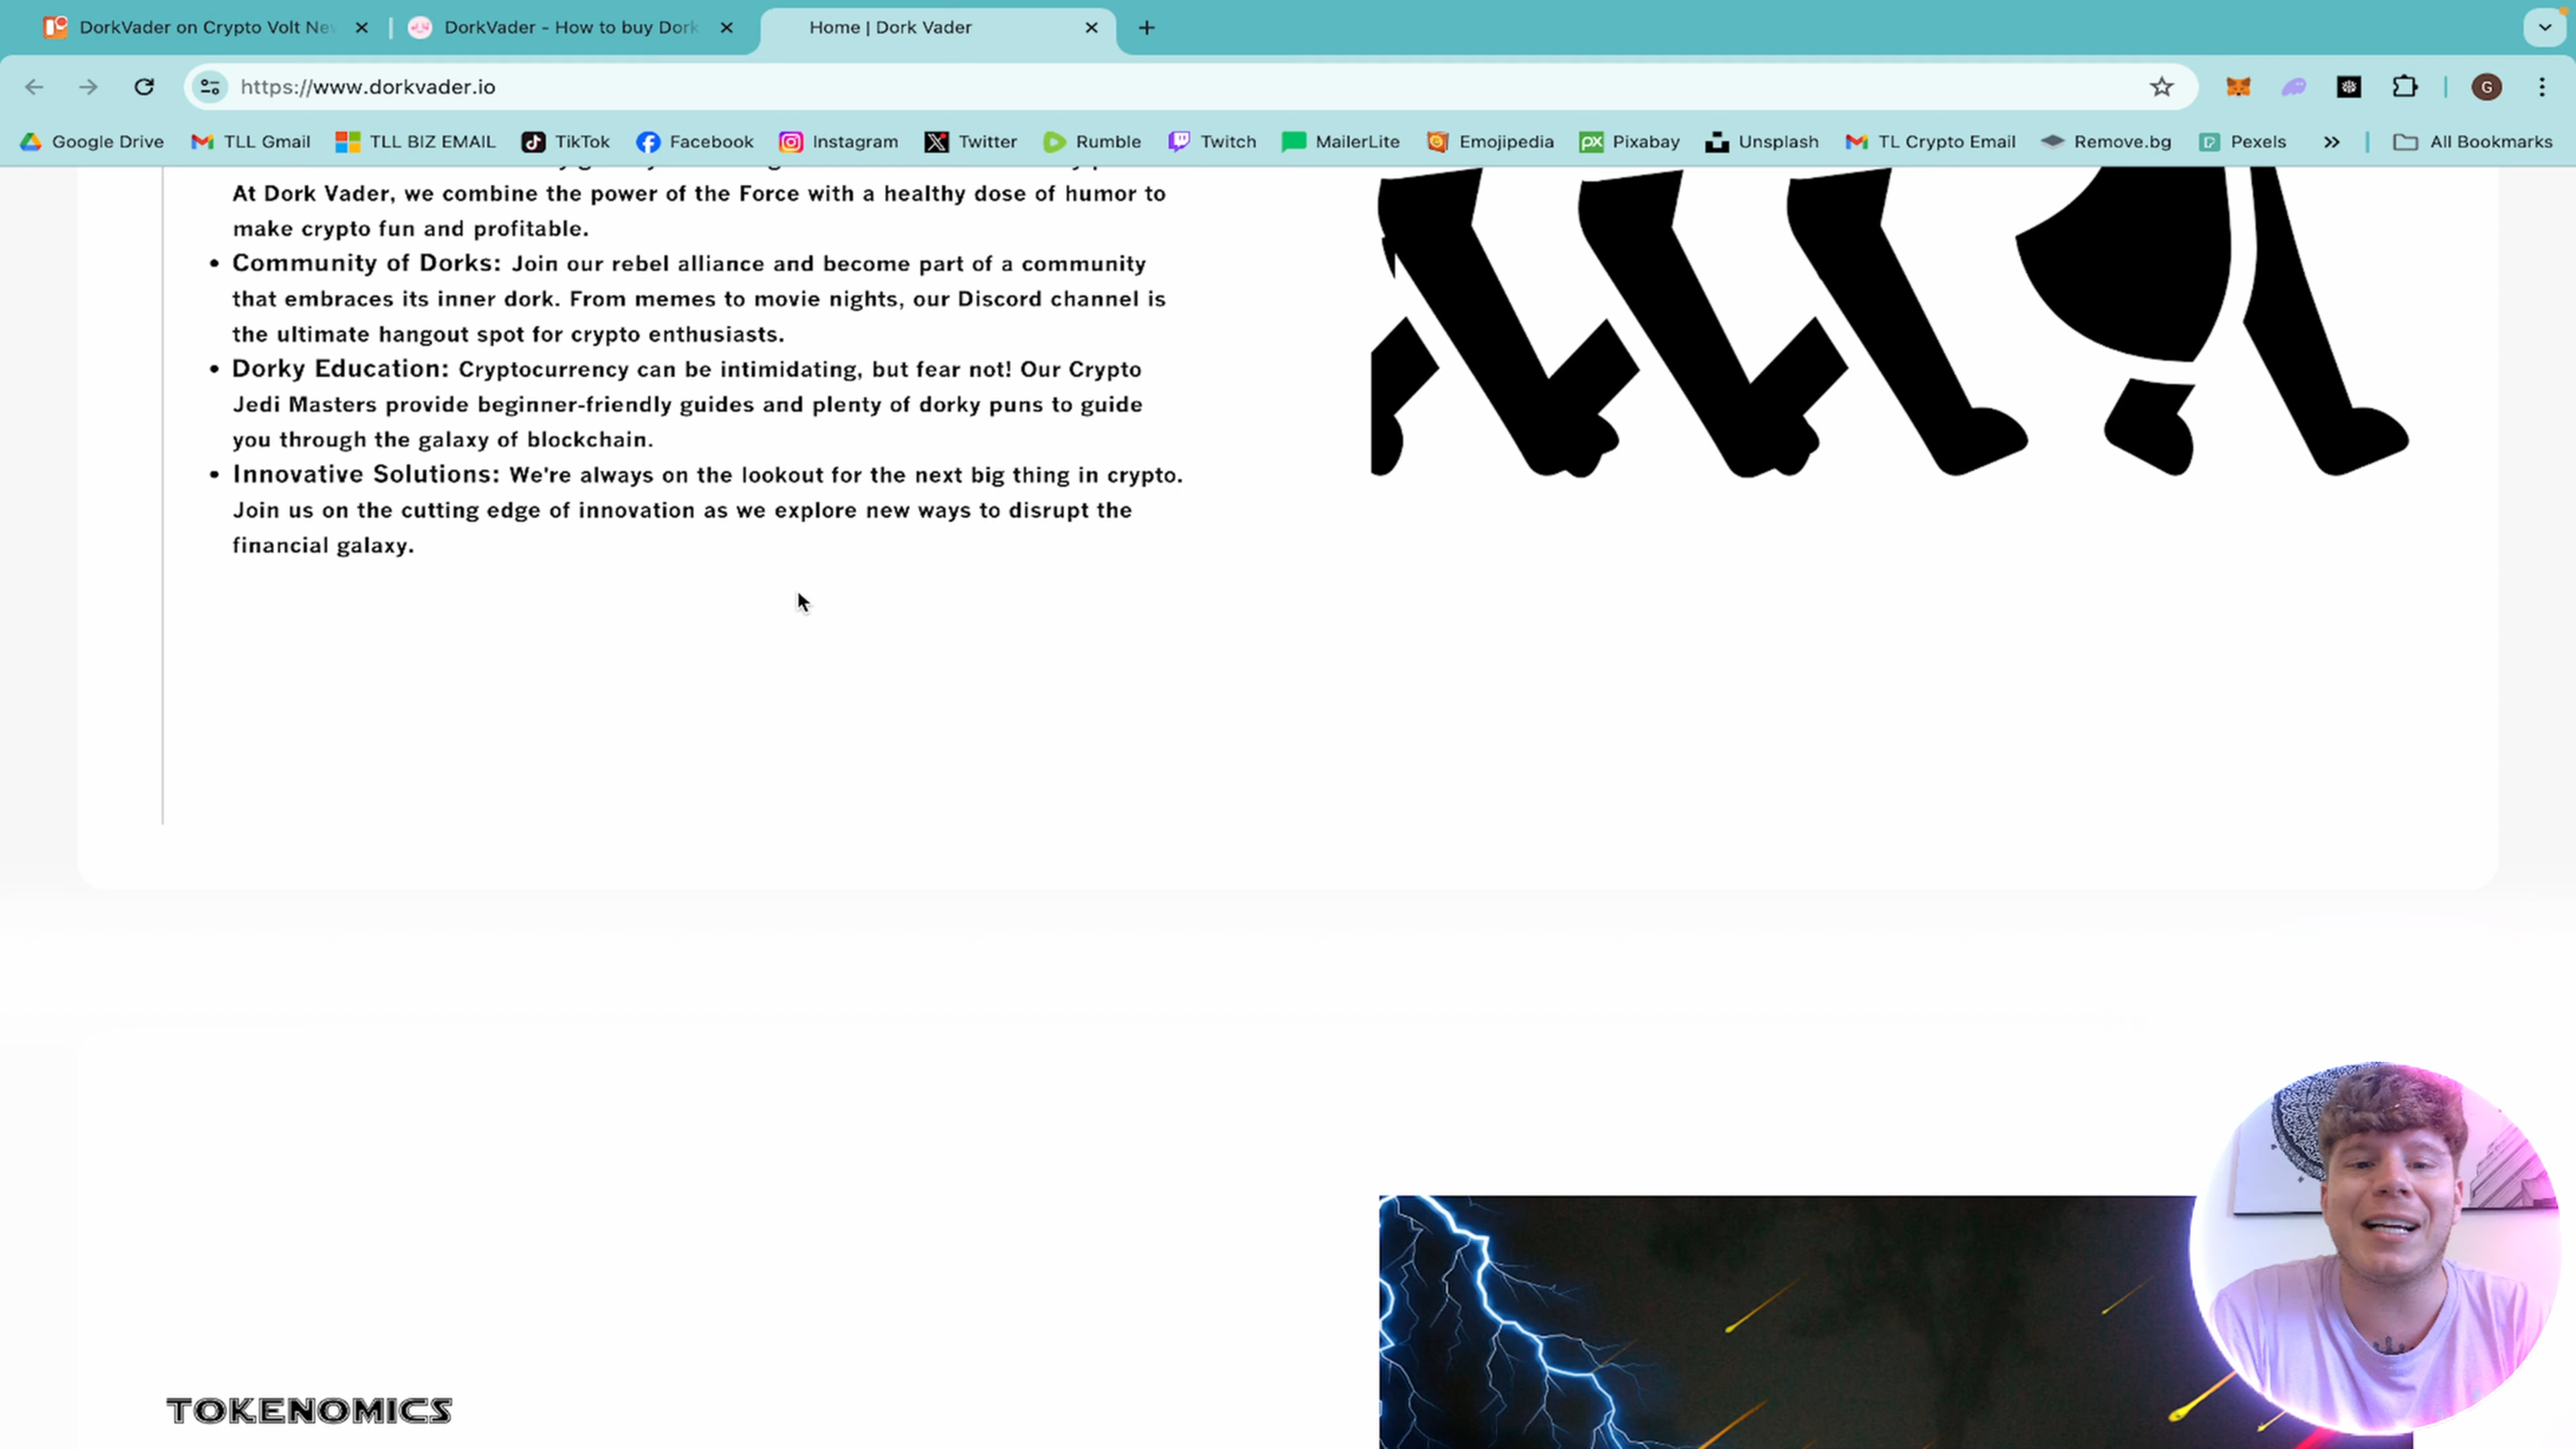 DorkVader on Crypto Volt Ne
DorkVader - How to buy Dork
Home | Dork Vader
https://www.dorkvader.io
G
Google Drive
TLL Gmail
TLL BIZ EMAIL
TikTok
Facebook
Instagram
Twitter
Rumble
Twitch
MailerLite
Emojipedia
Pixabay
Unsplash
TL Crypto Email
Remove.bg
Pexels
All Bookmarks
At Dork Vader, we combine the power of the Force with a healthy dose of humor to
make crypto fun and profitable.
• Community of Dorks: Join our rebel alliance and become part of a community
that embraces its inner dork. From memes to movie nights, our Discord channel is
the ultimate hangout spot for crypto enthusiasts.
• Dorky Education: Cryptocurrency can be intimidating, but fear not! Our Crypto
Jedi Masters provide beginner-friendly guides and plenty of dorky puns to guide
you through the galaxy of blockchain.
• Innovative Solutions: We're always on the lookout for the next big thing in crypto.
Join us on the cutting edge of innovation as we explore new ways to disrupt the
financial galaxy.
TOKENOMICS